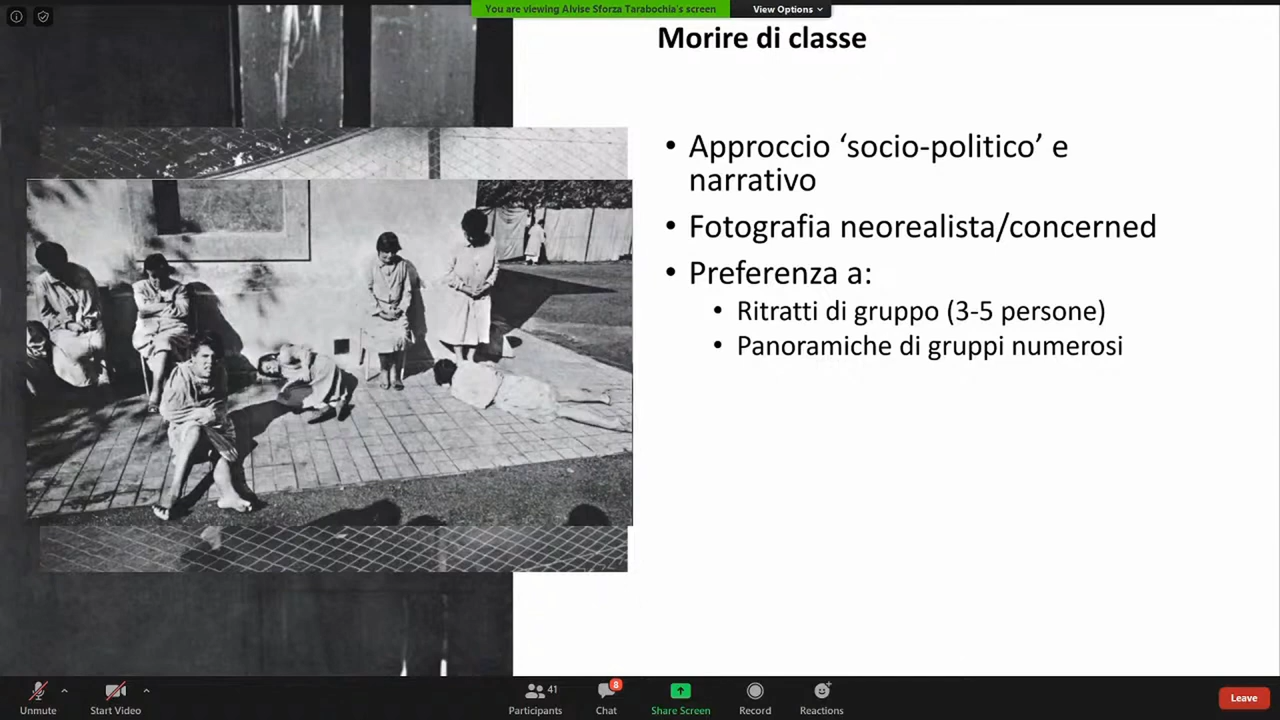 You are viewing Alvise Sforza Tarabochia's screen
View Options
Morire di classe
• Approccio ‘socio-politico’ e
narrativo
• Fotografia neorealista/concerned
• Preferenza a:
• Ritratti di gruppo (3-5 persone)
• Panoramiche di gruppi numerosi
41
8
Unmute
Start Video
Participants
Chat
Share Screen
Record
Reactions
Leave